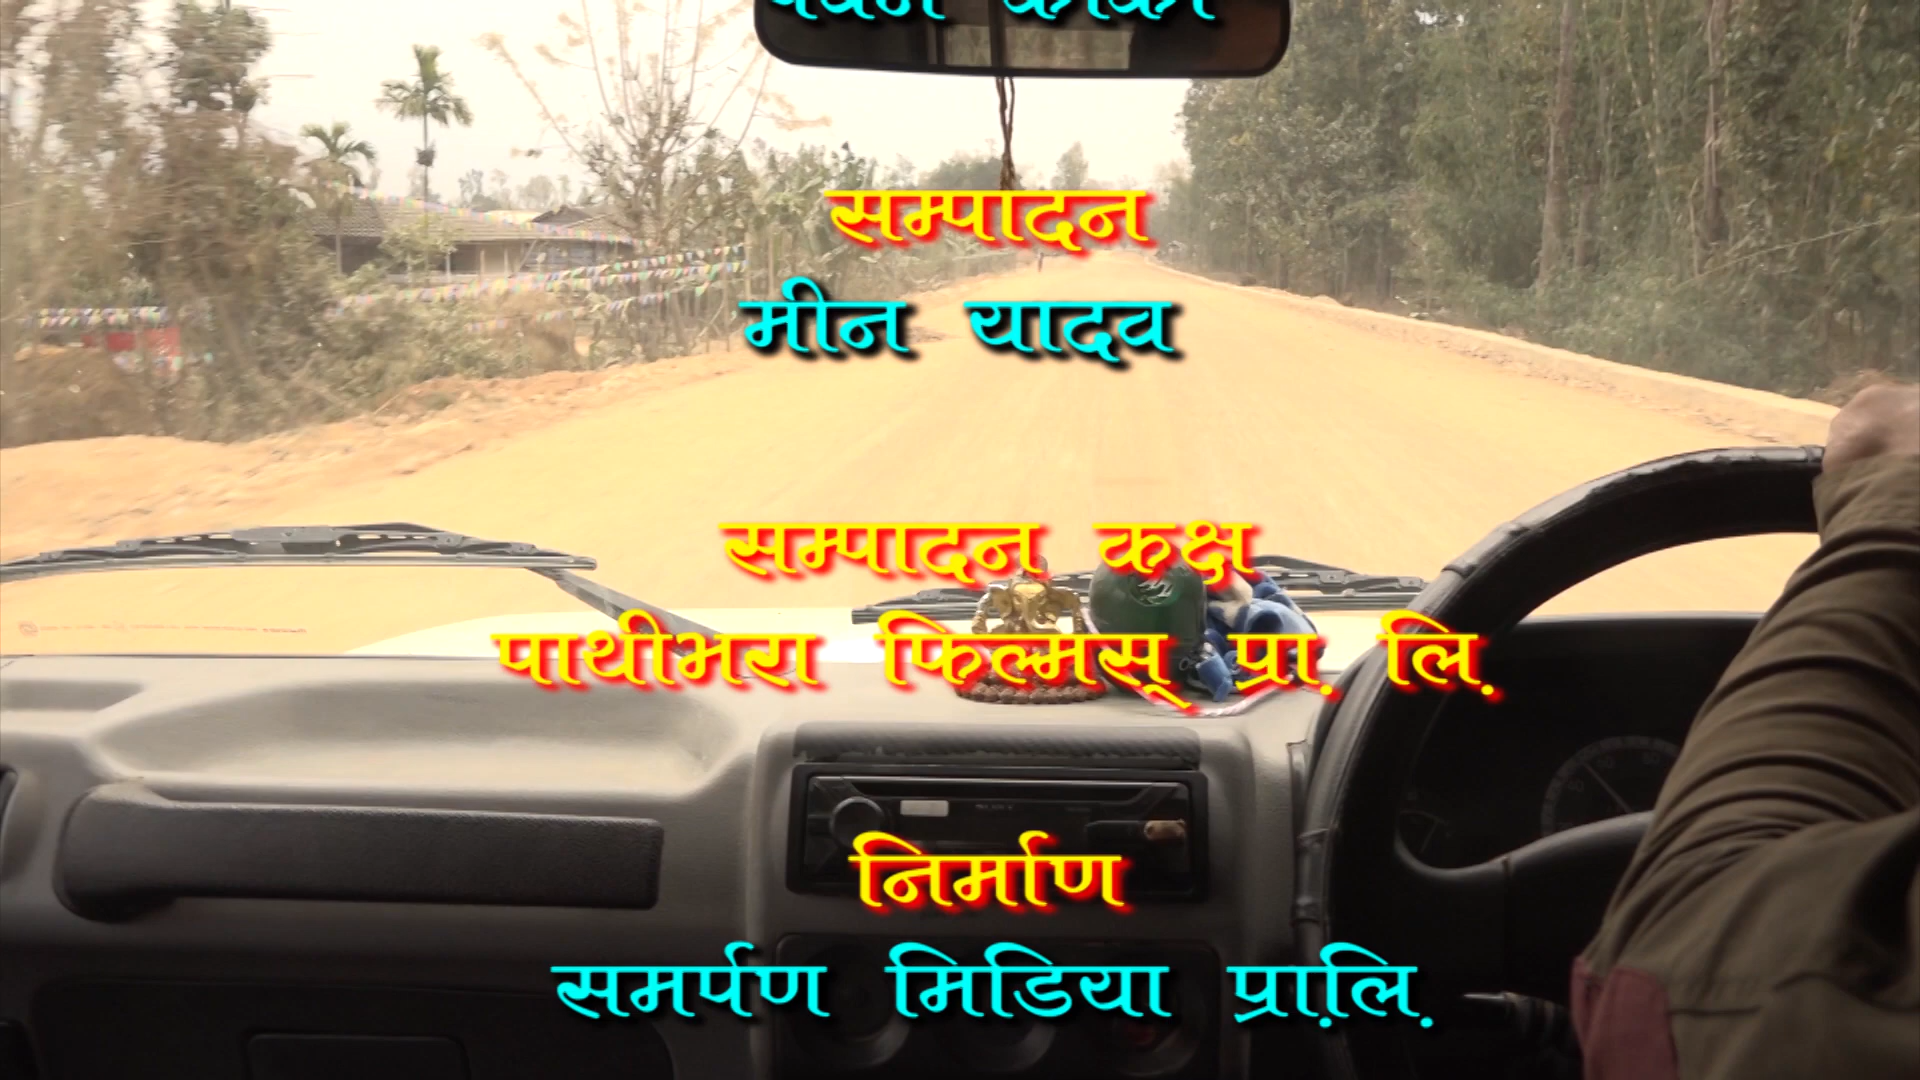 सम्पादन
मीन यादव
सम्पादन कक्ष
पाथीभरा फिल्मस् प्रा. लि.
निर्माण
समर्पण मिडिया प्रा.लि.